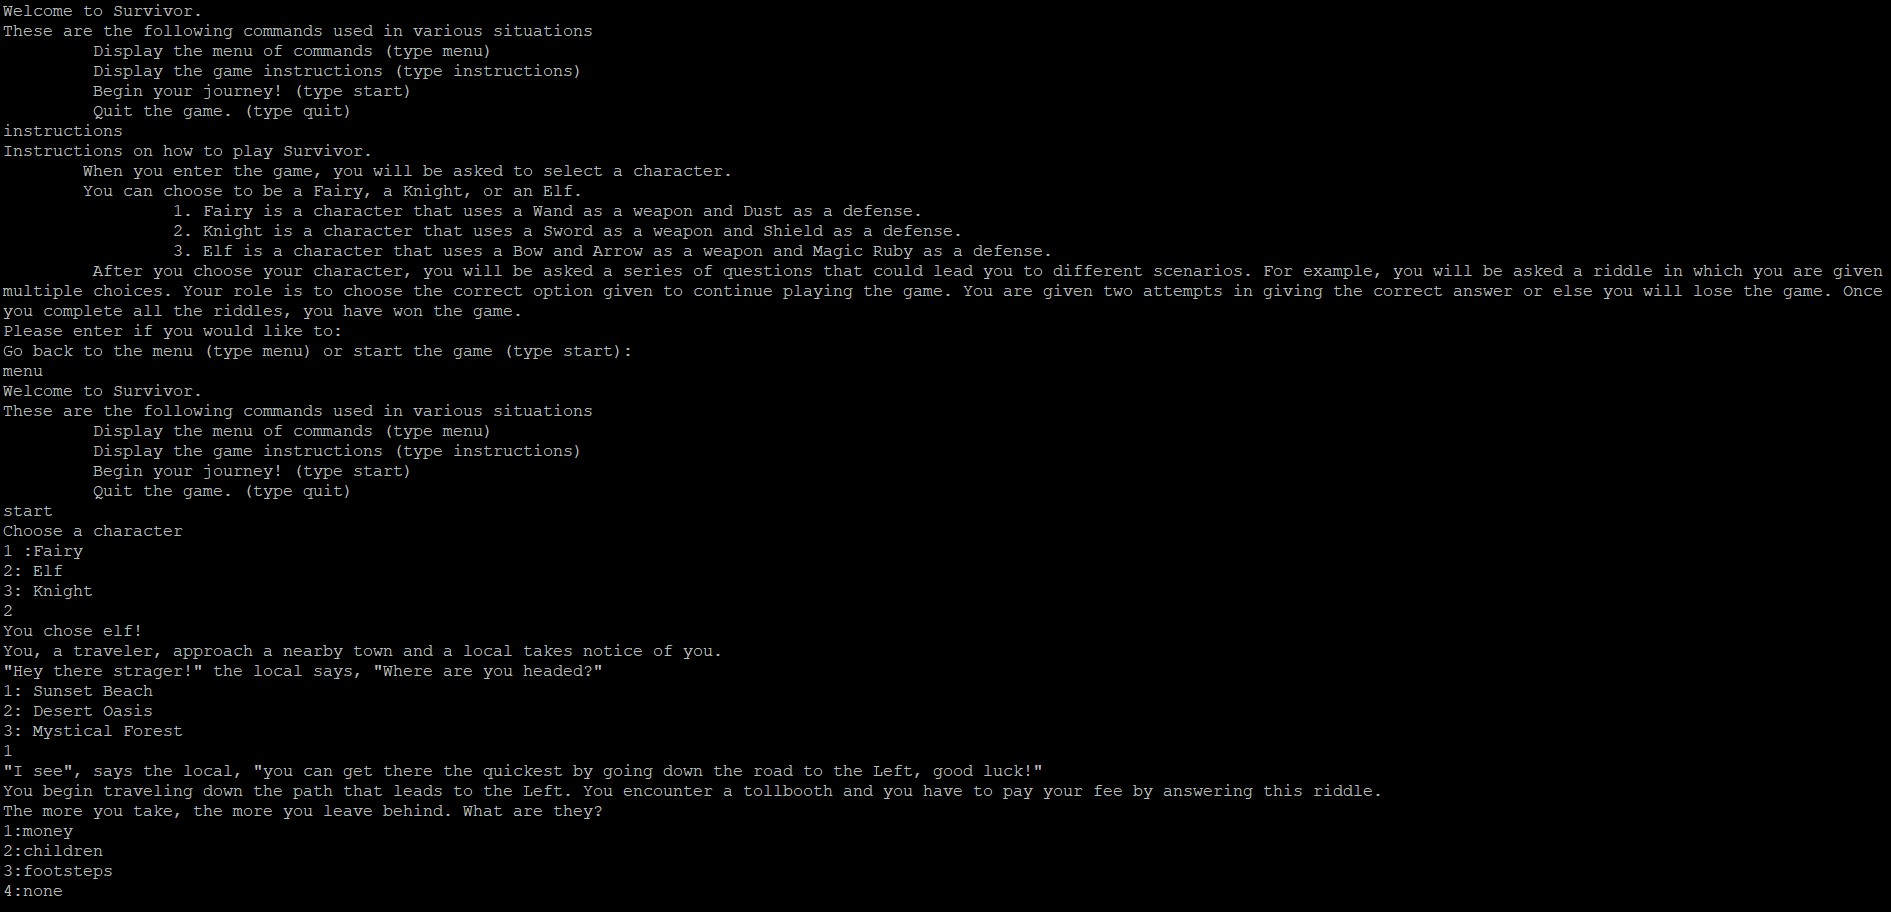 Welcome to Survivor.
These are the following commands used in various situations
Display the menu of commands (type menu)
Display the game instructions (type instructions)
Begin your journey! (type start)
Quit the game. (type quit)
instructions
Instructions on how to play Survivor.
When you enter the game, you will be asked to select a character.
You can choose to be a Fairy, a Knight, or an Elf.
1. Fairy is a character that uses a Wand as a weapon and Dust as a defense.
2. Knight is a character that uses a Sword as a weapon and Shield as a defense.
3. Elf is a character that uses a Bow and Arrow as a weapon and Magic Ruby as a defense.
After you choose your character, you will be asked a series of questions that could lead you to different scenarios. For example, you will be asked a riddle in which you are given
multiple choices. Your role is to choose the correct option given to continue playing the game. You are given two attempts in giving the correct answer or else you will lose the game. Once
you complete all the riddles, you have won the game.
Please enter if you would like to:
Go back to the menu (type menu) or start the game (type start):
menu
Welcome to Survivor.
These are the following commands used in various situations
Display the menu of commands (type menu)
Display the game instructions (type instructions)
Begin your journey! (type start)
Quit the game. (type quit)
start
Choose a character
1 :Fairy
2: Elf
3: Knight
2
You chose elf!
You, a traveler, approach a nearby town and a local takes notice of you.
"Hey there strager!" the local says, "Where are you headed?"
1: Sunset Beach
2: Desert Oasis
3: Mystical Forest
1
"I see", says the local, "you can get there the quickest by going down the road to the Left, good luck!"
You begin traveling down the path that leads to the Left. You encounter a tollbooth and you have to pay your fee by answering this riddle.
The more you take, the more you leave behind. What are they?
1:money
2:children
3:footsteps
4:none